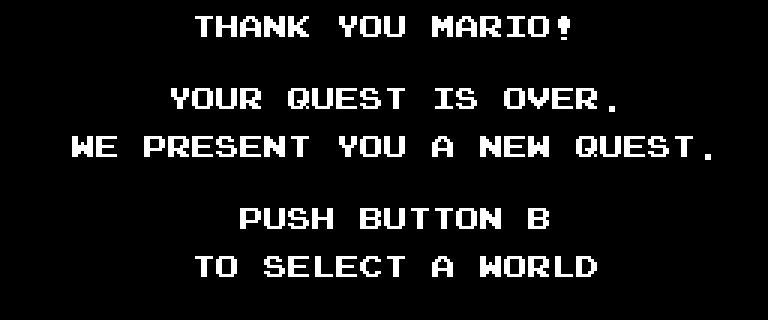 THANK YOU MARIO!
YOUR QUEST IS OVER.
WE PRESENT YOU A NEW QUEST.
PUSH BUTTON B
TO SELECT A WORLD